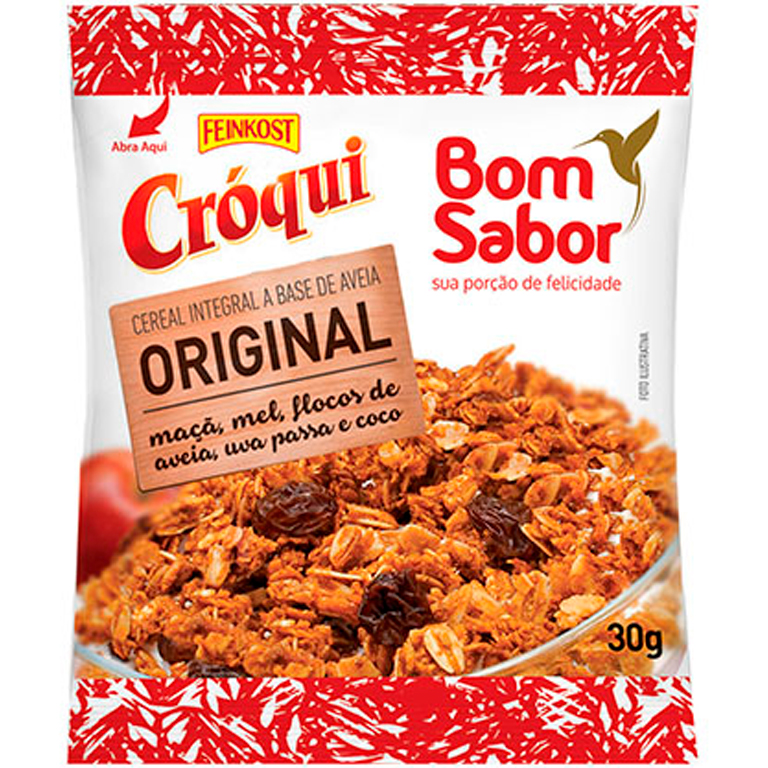 Abra Aqui
FEINKOST
Cróqui
Bom
Sabor
sua porção de felicidade
CEREAL INTEGRAL A BASE DE AVEIA
ORIGINAL
maçã, mel, flocos de
aveia, uva passa e coco
FOTO ILUSTRATIVA
30g